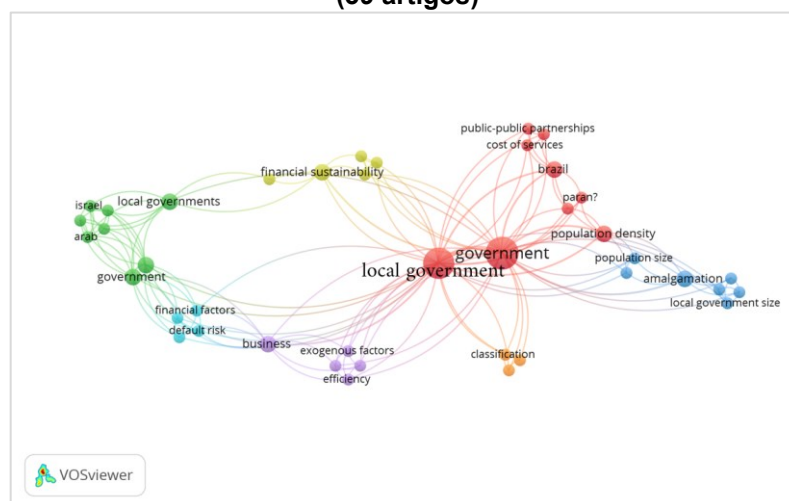 public-public partnerships
cost of services
financial sustainability
brazil
israel
local governments
paran?
arab
population density
government
local government
population size
government
amalgamation
local government size
financial factors
default risk
business
exogenous factors
classification
efficiency
VOSviewer